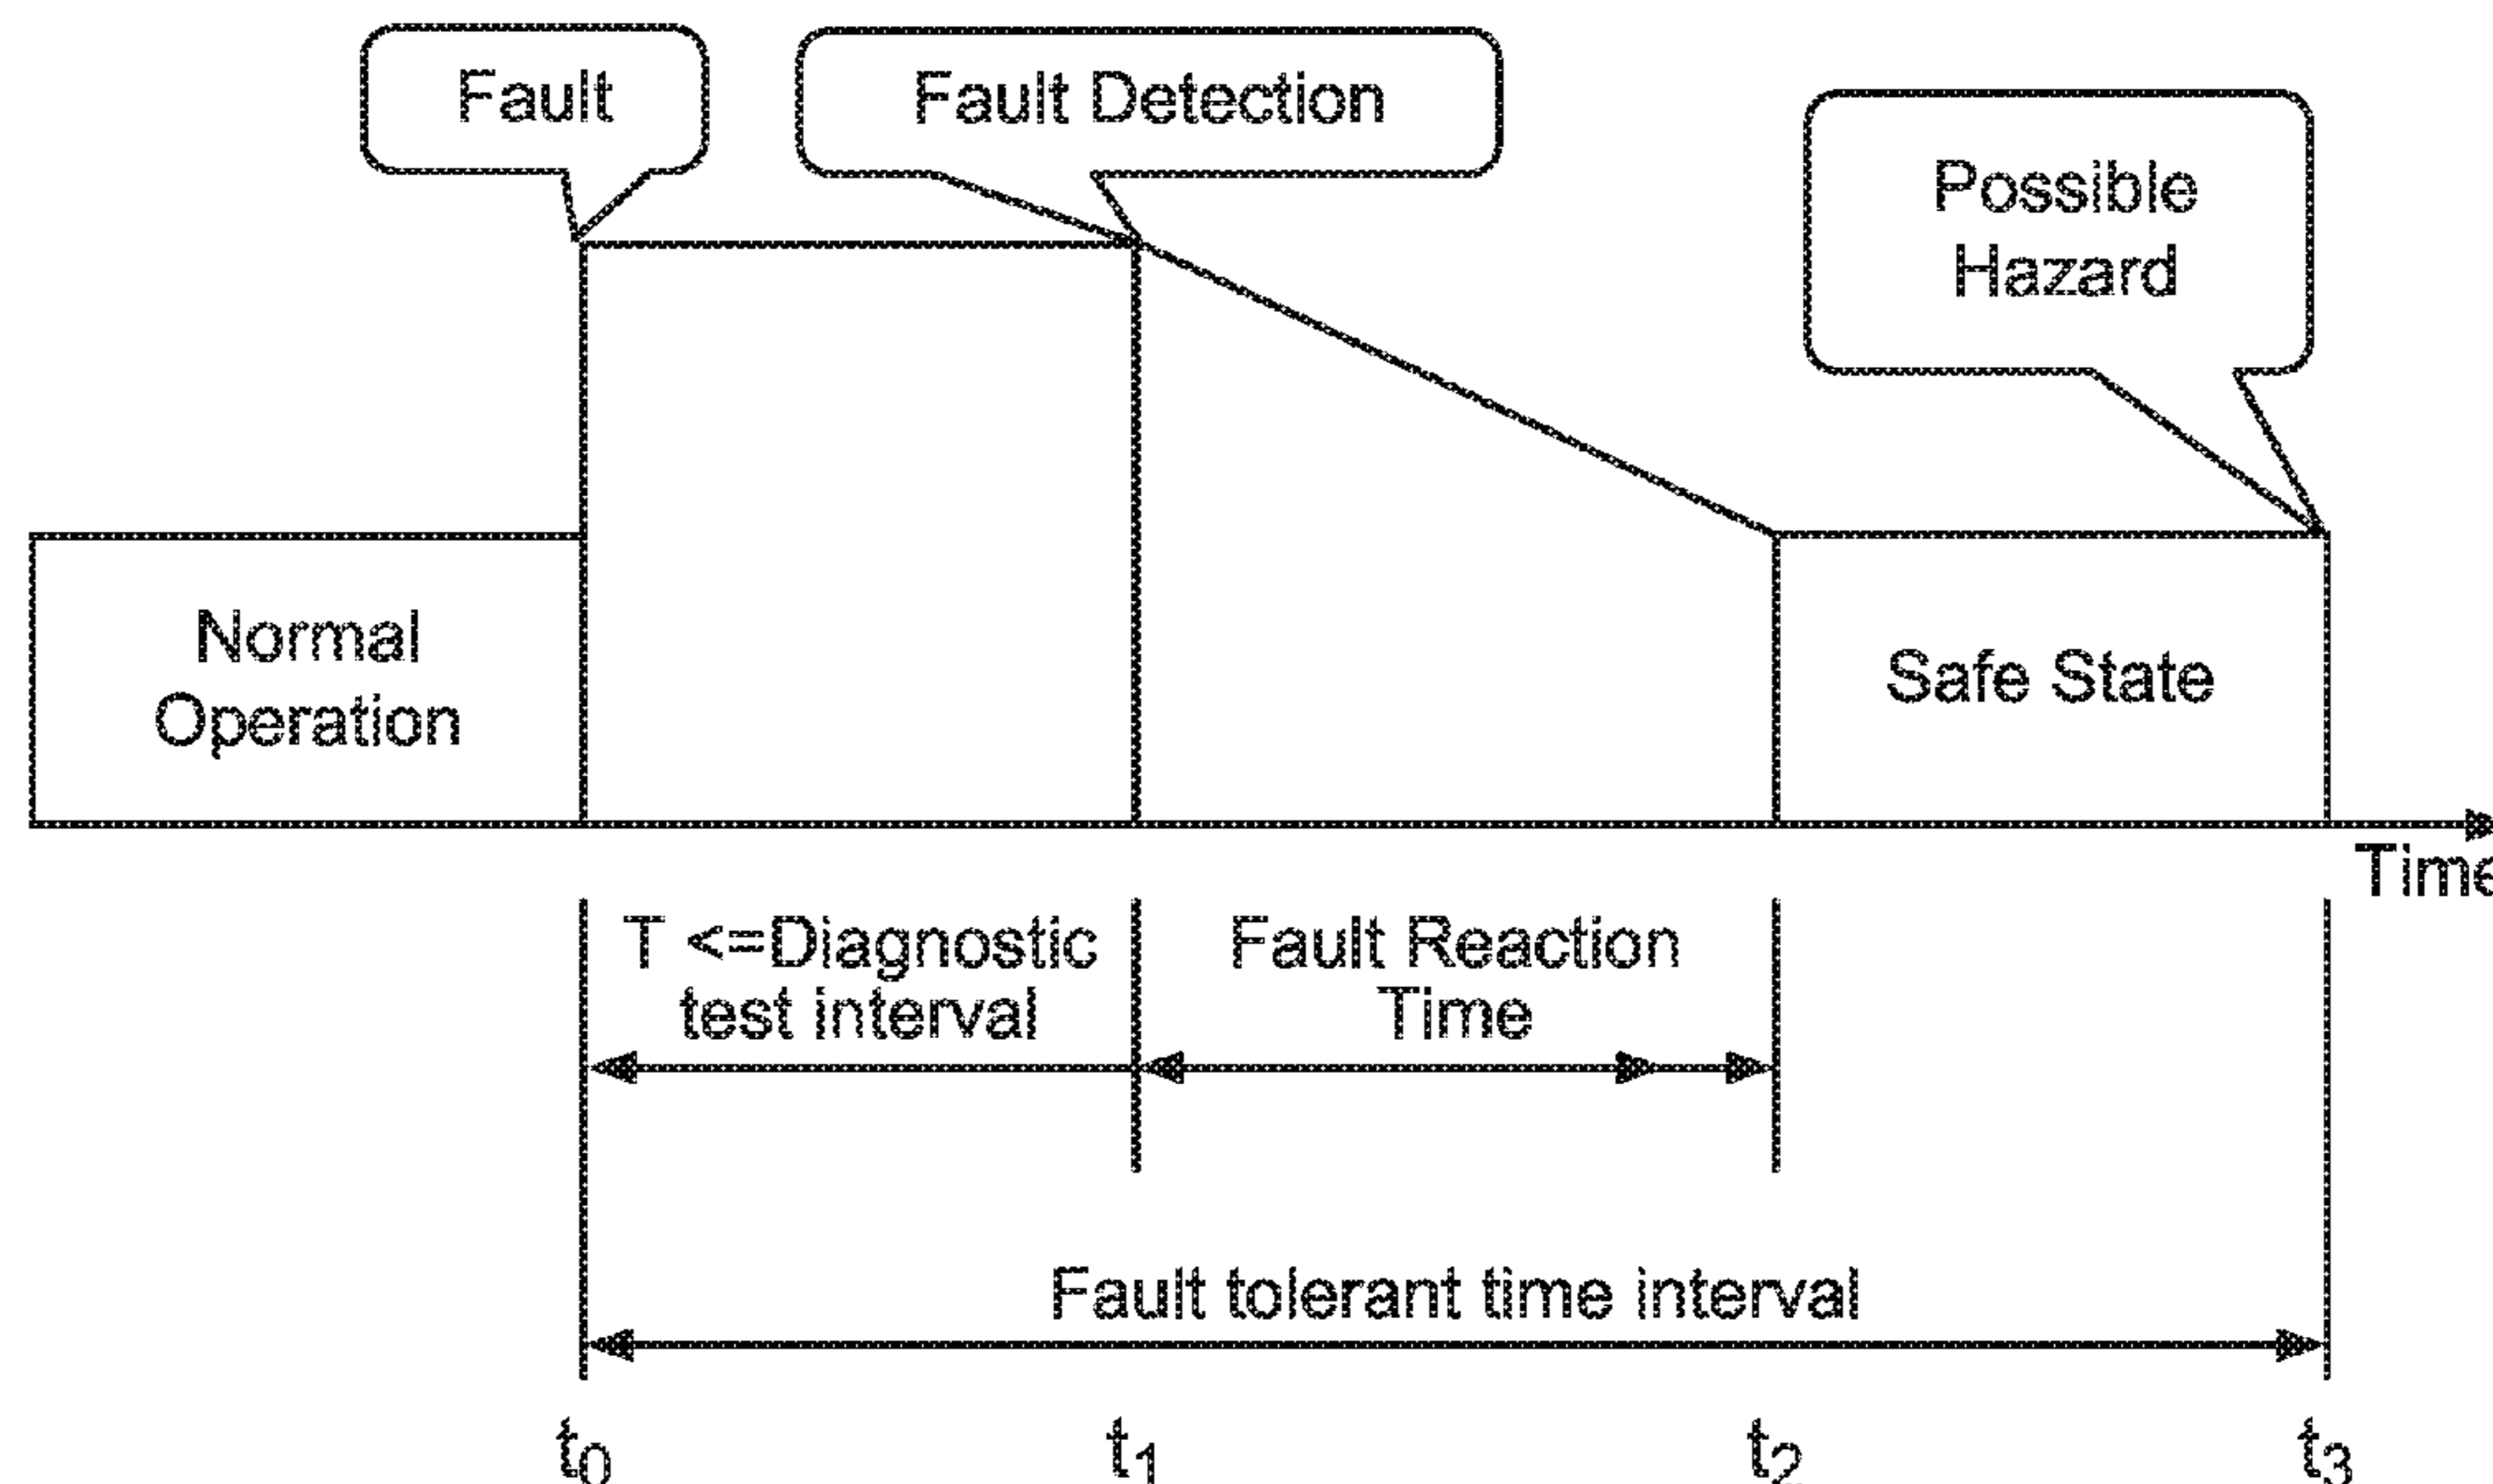 Fault
Fault Detection
Possible
Hazard
Normal
Operation
Safe State
Time
T <=Diagnostic
test interval
Fault Reaction
Time
Fault tolerant time interval
t0
t1
t2
t3